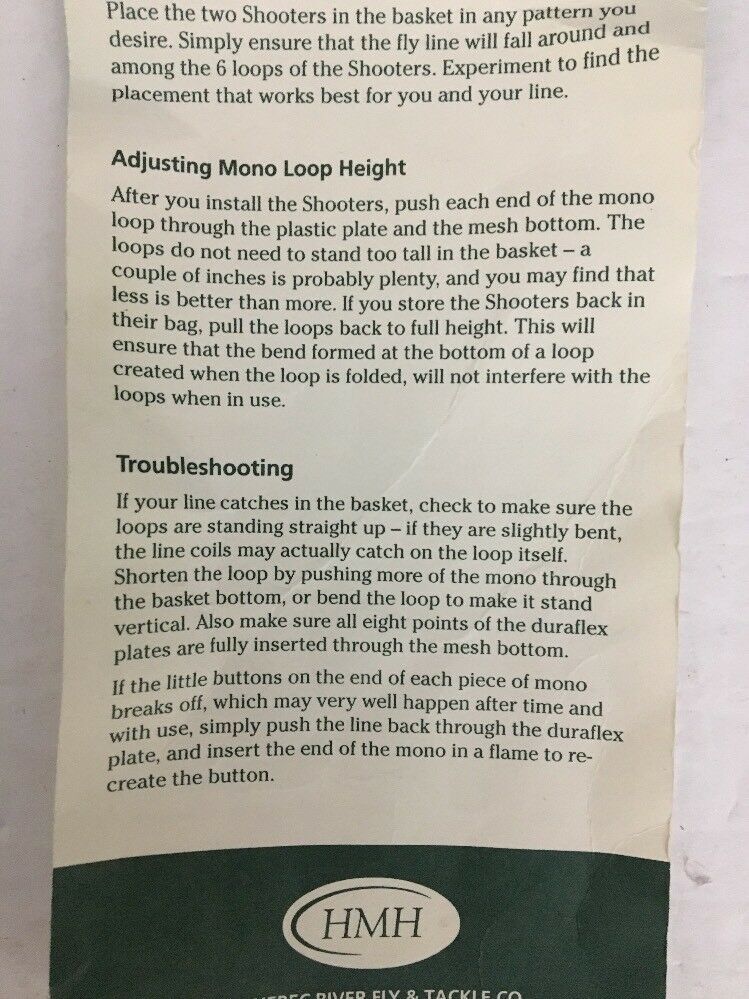 Place the two Shooters in the basket in any pattern you
desire. Simply ensure that the fly line will fall around and
among the 6 loops of the Shooters. Experiment to find the
placement that works best for you and your line.
Adjusting Mono Loop Height
After you install the Shooters, push each end of the mono
loop through the plastic plate and the mesh bottom. The
loops do not need to stand too tall in the basket – a
couple of inches is probably plenty, and you may find that
less is better than more. If you store the Shooters back in
their bag, pull the loops back to full height. This will
ensure that the bend formed at the bottom of a loop
created when the loop is folded, will not interfere with the
loops when in use.
Troubleshooting
If your line catches in the basket, check to make sure the
loops are standing straight up – if they are slightly bent,
the line coils may actually catch on the loop itself.
Shorten the loop by pushing more of the mono through
the basket bottom, or bend the loop to make it stand
vertical. Also make sure all eight points of the duraflex
plates are fully inserted through the mesh bottom.
If the little buttons on the end of each piece of mono
breaks off, which may very well happen after time and
with use, simply push the line back through the duraflex
plate, and insert the end of the mono in a flame to re-
create the button.
HMH
RIVER FLY & TACKLE CO